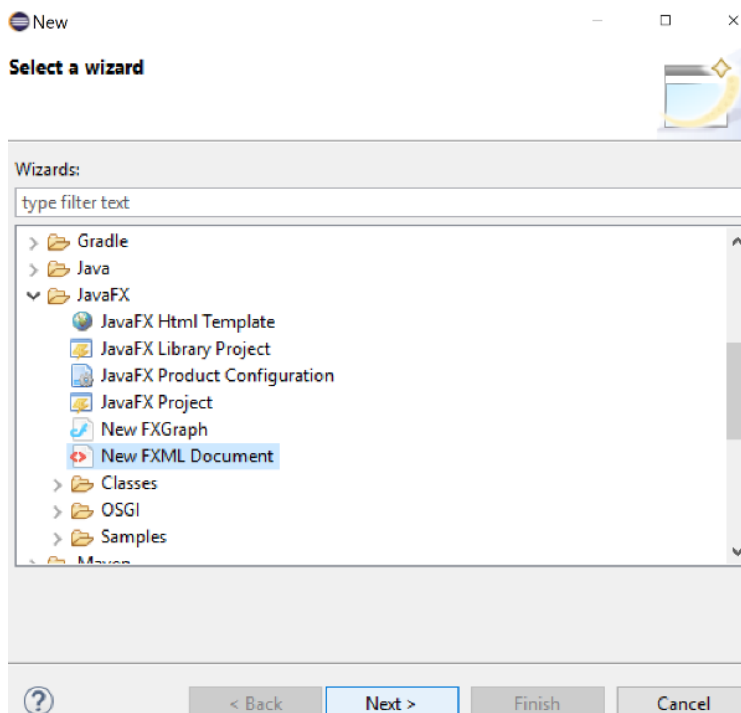 New
Select a wizard
Wizards:
type filter text
Gradle
Java
JavaFX
JavaFX Html Template
JavaFX Library Project
JavaFX Product Configuration
JavaFX Project
New FXGraph
New FXML Document
Classes
OSGI
Samples
Maven
< Back Next > Finish Cancel